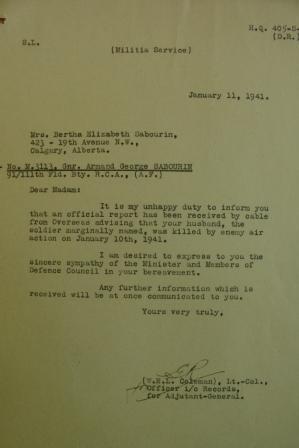 H.Q. 405-S-
(D.R.)
S.L.
(Militia Service)
January 11, 1941.
Mrs. Bertha Elizabeth Sabourin,
423 - 19th Avenue N.W.,
Calgary, Alberta.
No. M.3113, Gnr. Armand George SABOURIN
91/111th Fld. Bty. R.C.A., (A.F.)
Dear Madam:
It is my unhappy duty to inform you
that an official report has been received by cable
from Overseas advising that your husband, the
soldier marginally named, was killed by enemy air
action on January 10th, 1941.
I am desired to express to you the
sincere sympathy of the Minister and Members of
Defence Council in your bereavement.
Any further information which is
received will be at once communicated to you.
Yours very truly,
(W.E.L. Coleman), Lt.-Col.,
Officer i/c Records,
for Adjutant-General.